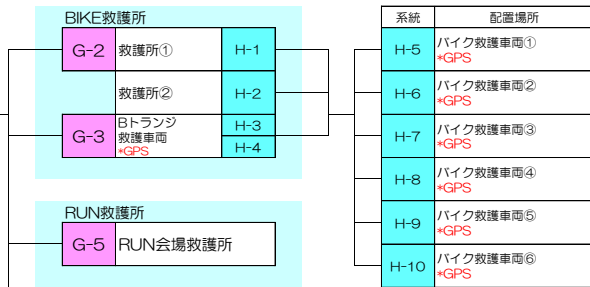 BIKE救護所
G-2 救護所① H-1
救護所② H-2
G-3 Bトランジ救護車両 *GPS H-3
H-4
RUN救護所
G-5 RUN会場救護所
系統 配置場所
H-5 バイク救護車両①
*GPS
H-6 バイク救護車両②
*GPS
H-7 バイク救護車両③
*GPS
H-8 バイク救護車両④
*GPS
H-9 バイク救護車両⑤
*GPS
H-10 バイク救護車両⑥
*GPS